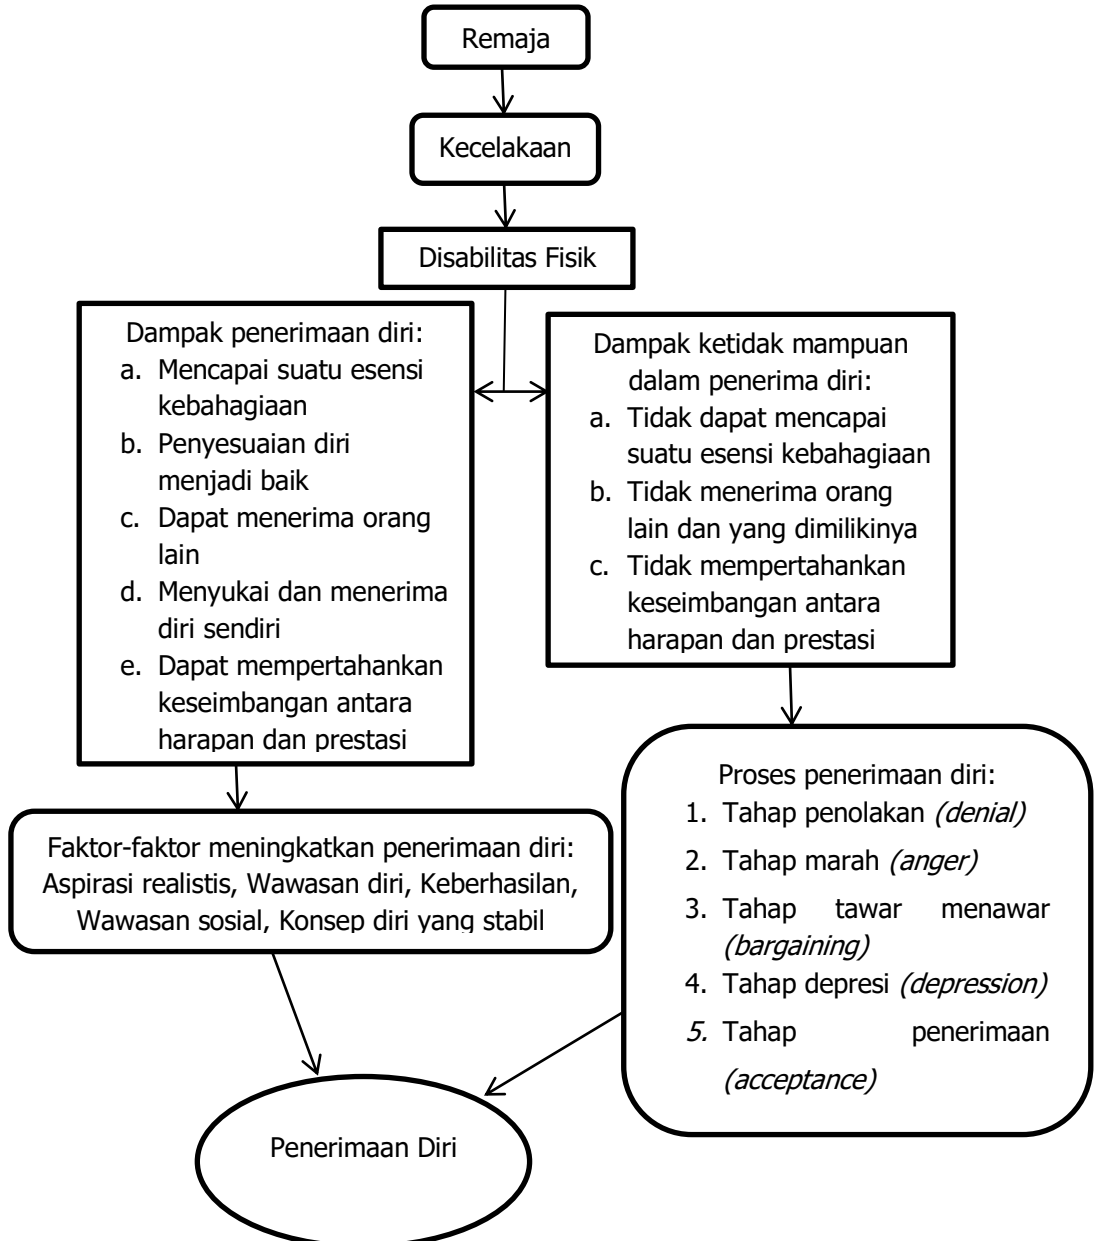 Remaja
Kecelakaan
Disabilitas Fisik
Dampak penerimaan diri:
a. Mencapai suatu esensi
kebahagiaan
b. Penyesuaian diri
menjadi baik
c. Dapat menerima orang
lain
d. Menyukai dan menerima
diri sendiri
e. Dapat mempertahankan
keseimbangan antara
harapan dan prestasi
Dampak ketidak mampuan
dalam penerima diri:
a. Tidak dapat mencapai
suatu esensi kebahagiaan
b. Tidak menerima orang
lain dan yang dimilikinya
c. Tidak mempertahankan
keseimbangan antara
harapan dan prestasi
Faktor-faktor meningkatkan penerimaan diri:
Aspirasi realistis, Wawasan diri, Keberhasilan,
Wawasan sosial, Konsep diri yang stabil
Proses penerimaan diri:
1. Tahap penolakan (denial)
2. Tahap marah (anger)
3. Tahap tawar menawar
(bargaining)
4. Tahap depresi (depression)
5. Tahap penerimaan
(acceptance)
Penerimaan Diri